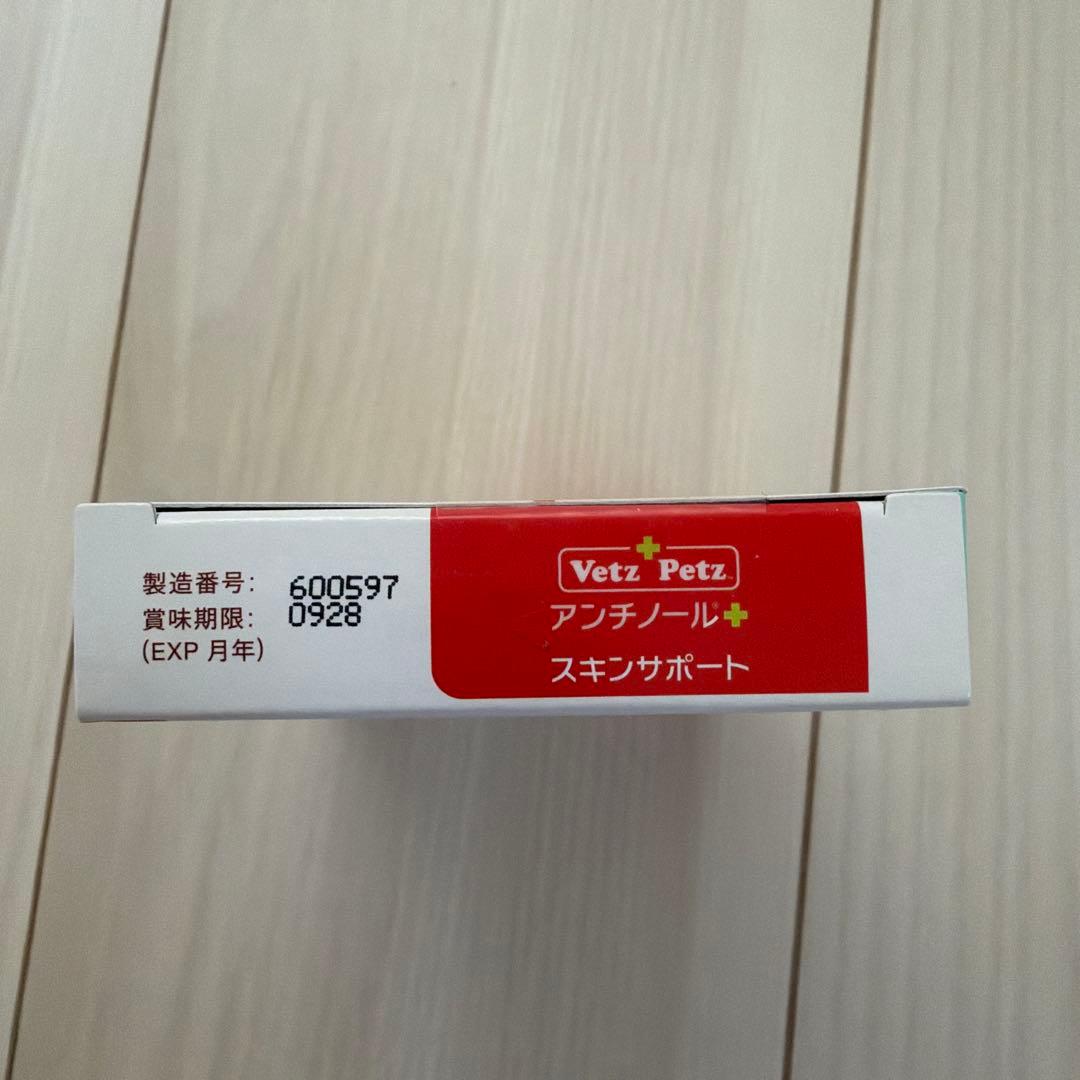 製造番号: 600597
賞味期限: 0928
(EXP 月年)
Vetz Petz
アンチノール
スキンサポート